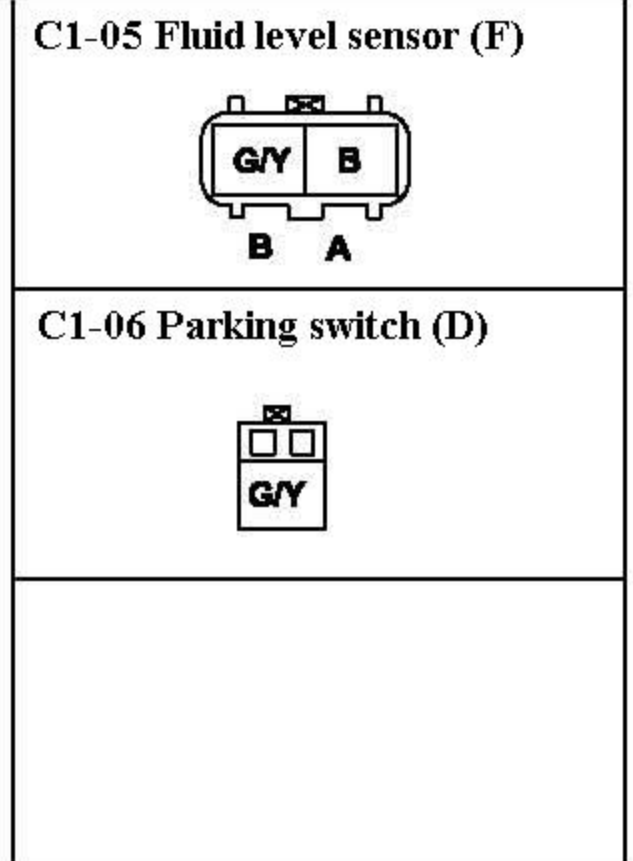 C1-05 Fluid level sensor (F)
G/Y B
B A
C1-06 Parking switch (D)
G/Y